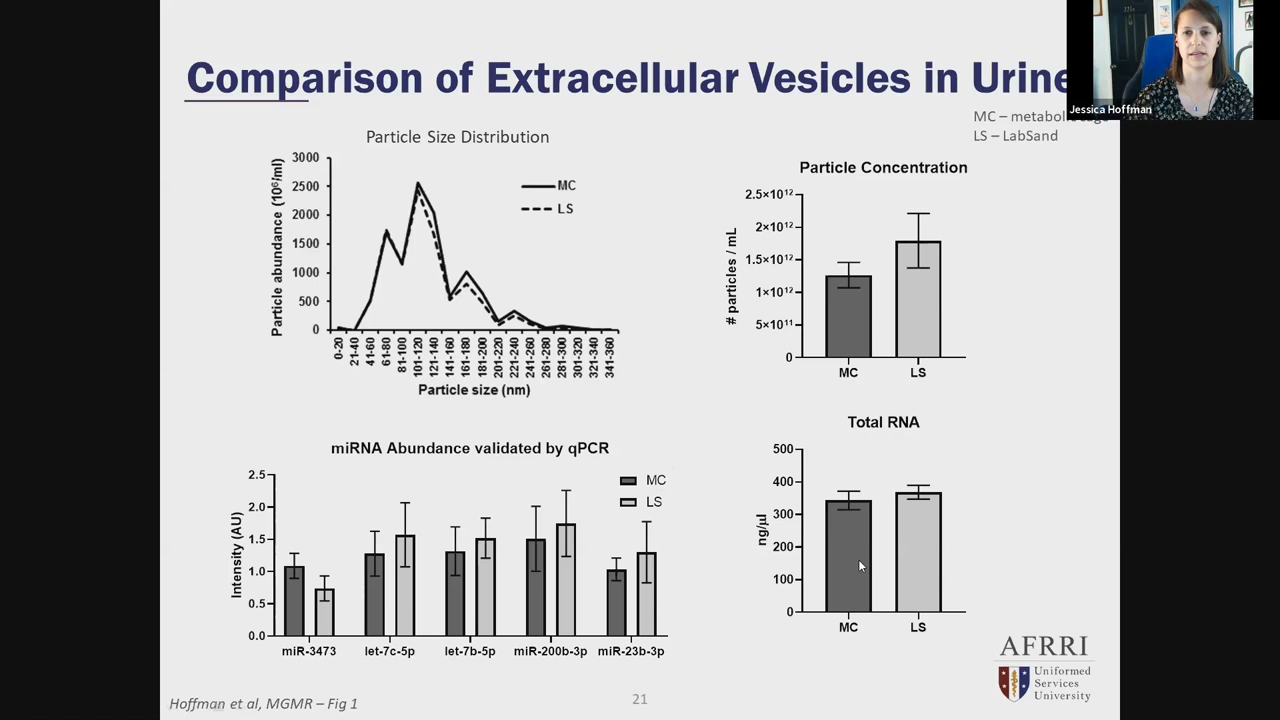 Comparison of Extracellular Vesicles in Urine
Jessica Hoffman
MC – metabolic cage
LS – LabSand
Particle Size Distribution
Particle abundance (10⁶/ml)
3000
2500
2000
1500
1000
500
0
MC
LS
0-20
21-40
41-60
61-80
81-100
101-120
121-140
141-160
161-180
181-200
201-220
221-240
241-260
261-280
281-300
301-320
321-340
341-360
Particle size (nm)
Particle Concentration
# particles / mL
2.5×10¹²
2×10¹²
1.5×10¹²
1×10¹²
5×10¹¹
0
MC LS
miRNA Abundance validated by qPCR
Intensity (AU)
2.5
2.0
1.5
1.0
0.5
0.0
MC
LS
miR-3473 let-7c-5p let-7b-5p miR-200b-3p miR-23b-3p
Total RNA
ng/µl
500
400
300
200
100
0
MC LS
AFRRI
Uniformed
Services
University
Hoffman et al, MGMR – Fig 1
21